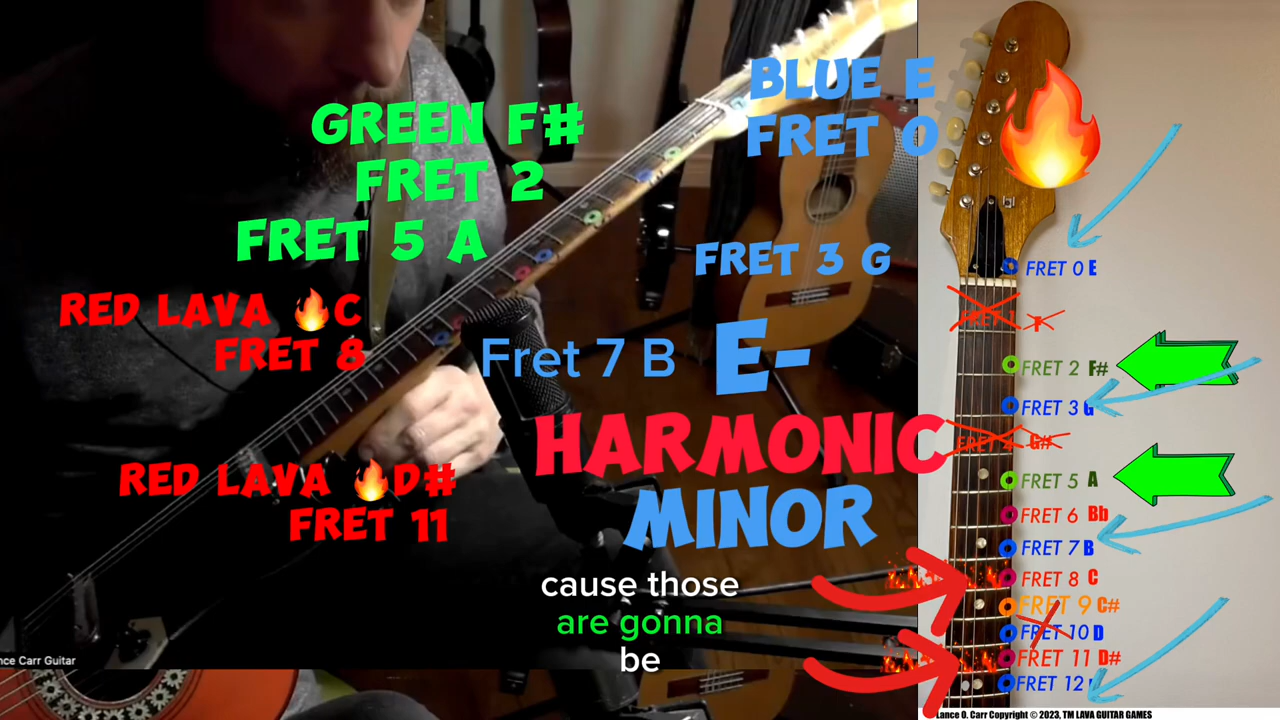 GREEN F#
FRET 2
FRET 5 A
RED LAVA 🔥C
FRET 8
RED LAVA 🔥D#
FRET 11
BLUE E
FRET 0
FRET 3 G
Fret 7 B
E-
HARMONIC
MINOR
cause those
are gonna
be
nce Carr Guitar
FRET 0 E
F
FRET 2 F#
FRET 3 G
G#
FRET 5 A
FRET 6 Bb
FRET 7 B
FRET 8 C
FRET 9 C#
FRET 10 D
FRET 11 D#
FRET 12
Lance O. Carr Copyright © 2023, TM LAVA GUITAR GAMES